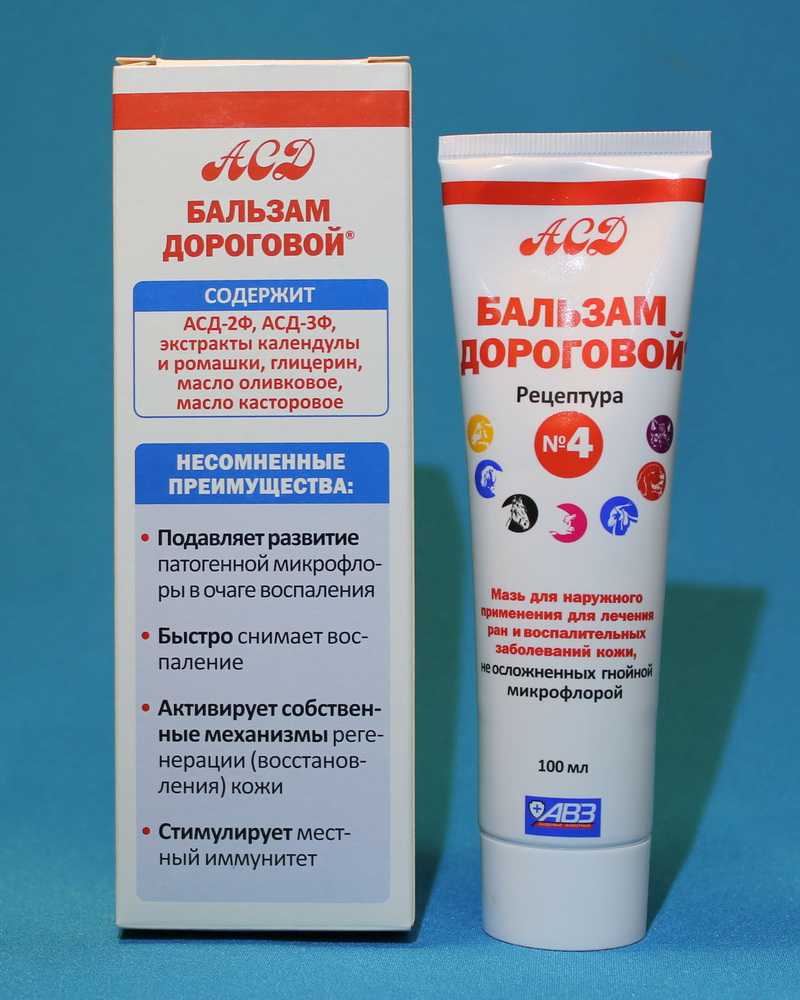 АСД
БАЛЬЗАМ
ДОРОГОВОЙ®
СОДЕРЖИТ
АСД-2Ф, АСД-3Ф,
экстракты календулы
и ромашки, глицерин,
масло оливковое,
масло касторовое
НЕСОМНЕННЫЕ
ПРЕИМУЩЕСТВА:
• Подавляет развитие
патогенной микрофло-
ры в очаге воспаления
• Быстро снимает вос-
паление
• Активирует собствен-
ные механизмы реге-
нерации (восстанов-
ления) кожи
• Стимулирует мест-
ный иммунитет
АСД
БАЛЬЗАМ
ДОРОГОВОЙ®
Рецептура
№4
Мазь для наружного
применения для лечения
ран и воспалительных
заболеваний кожи,
не осложненных гнойной
микрофлорой
100 мл
АВЗ